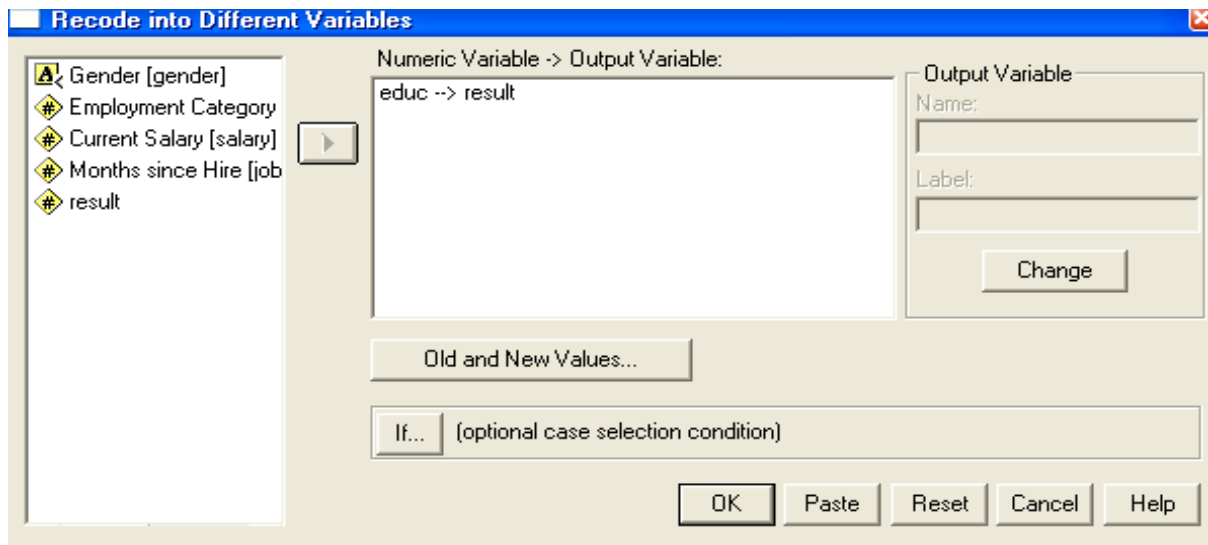 Recode into Different Variables
Gender [gender]
Employment Category
Current Salary [salary]
Months since Hire [job
result
Numeric Variable -> Output Variable:
educ --> result
Output Variable
Name:
Label:
Change
Old and New Values...
If... (optional case selection condition)
OK Paste Reset Cancel Help